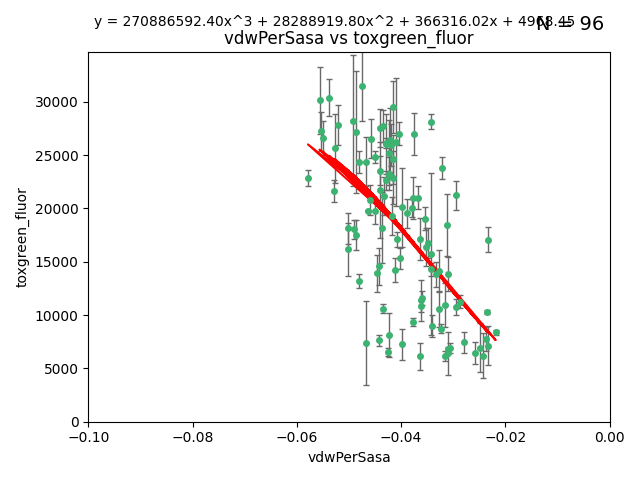 y = 270886592.40x^3 + 28288919.80x^2 + 366316.02x + 4968.45
N = 96
vdwPerSasa vs toxgreen_fluor
30000
25000
20000
15000
10000
5000
0
toxgreen_fluor
−0.10
−0.08
−0.06
−0.04
−0.02
0.00
vdwPerSasa